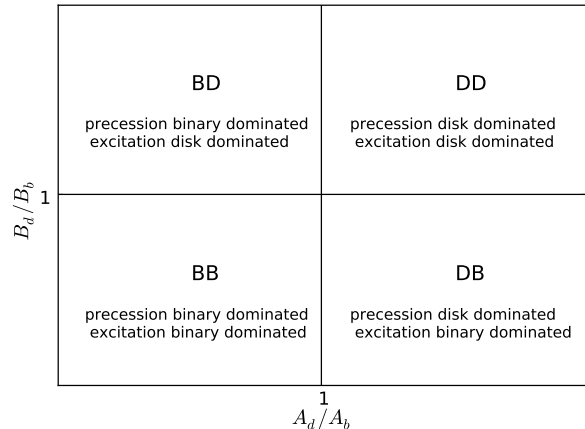 BD
precession binary dominated
excitation disk dominated
DD
precession disk dominated
excitation disk dominated
B_d/B_b
1
BB
precession binary dominated
excitation binary dominated
DB
precession disk dominated
excitation binary dominated
1
A_d/A_b